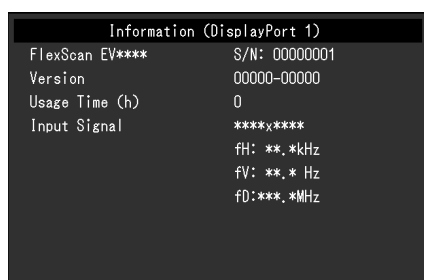 Information (DisplayPort 1)
FlexScan EV**** S/N: 00000001
Version 00000-00000
Usage Time (h) 0
Input Signal ****x****
fH: **.*kHz
fV: **.* Hz
fD:***.*MHz